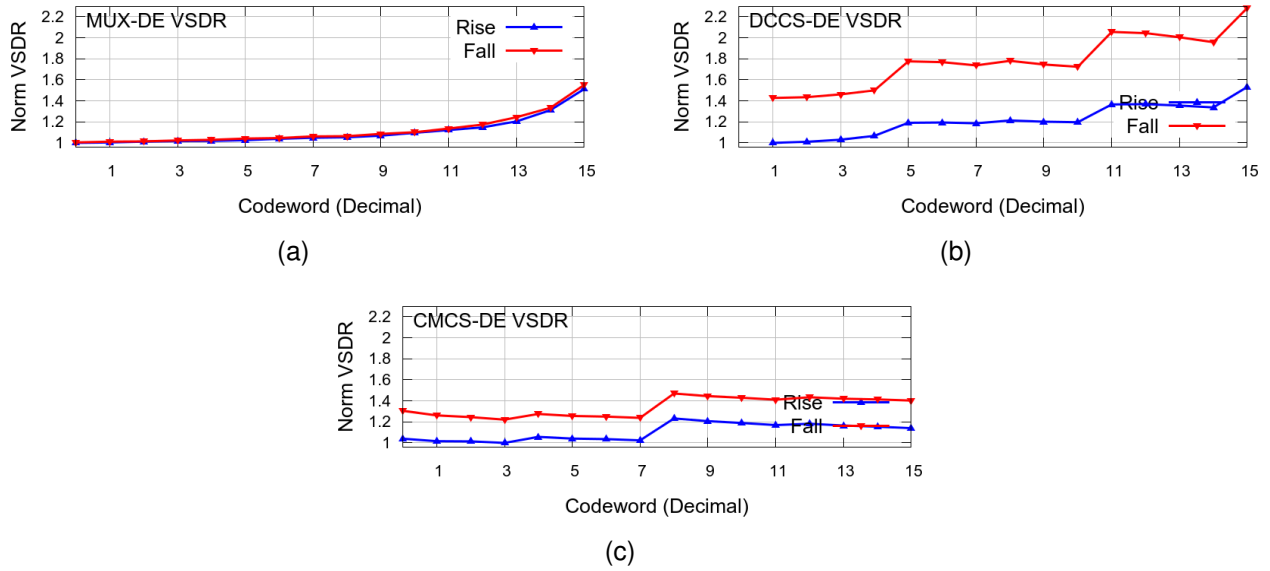 MUX-DE VSDR
Norm VSDR
2.2
2
1.8
1.6
1.4
1.2
1
Rise
Fall
1 3 5 7 9 11 13 15
Codeword (Decimal)
(a)
DCCS-DE VSDR
Norm VSDR
2.2
2
1.8
1.6
1.4
1.2
1
Rise
Fall
1 3 5 7 9 11 13 15
Codeword (Decimal)
(b)
CMCS-DE VSDR
Norm VSDR
2.2
2
1.8
1.6
1.4
1.2
1
Rise
Fall
1 3 5 7 9 11 13 15
Codeword (Decimal)
(c)